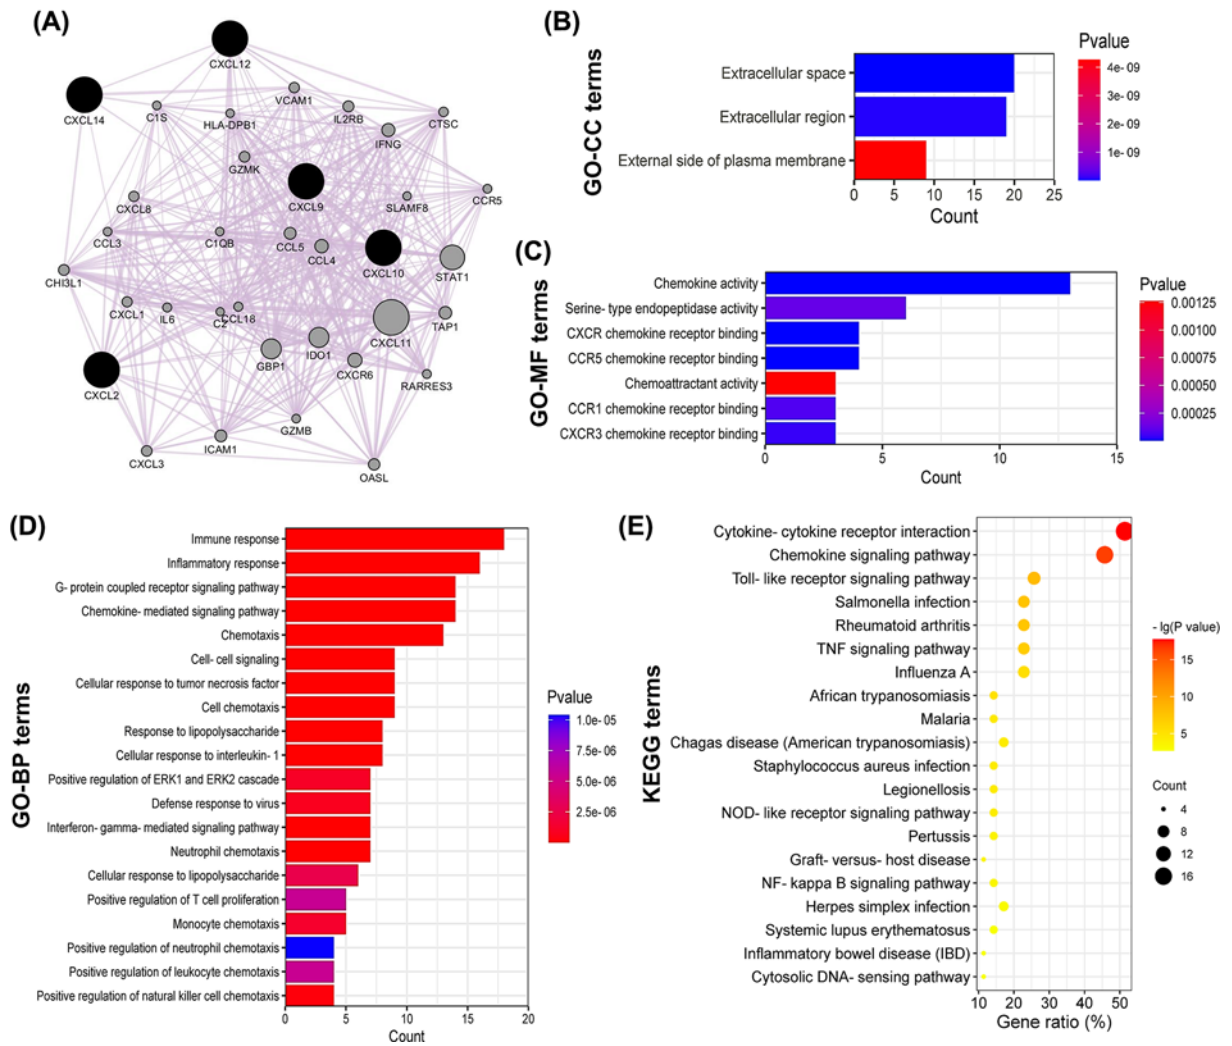 (A)
CXCL12
CXCL14
VCAM1
C1S
HLA-DPB1
IL2RB
CTSC
IFNG
GZMK
CXCL9
CXCL8
SLAMF8
CCR5
CCL3
C1QB
CCL5
CCL4
CXCL10
STAT1
CHI3L1
CXCL1
IL6
C2
CCL18
CXCL11
TAP1
GBP1
IDO1
CXCR6
CXCL2
RARRES3
GZMB
ICAM1
CXCL3
OASL
(B)
GO-CC terms
Extracellular space
Extracellular region
External side of plasma membrane
0 5 10 15 20 25
Count
Pvalue
4e- 09
3e- 09
2e- 09
1e- 09
(C)
GO-MF terms
Chemokine activity
Serine- type endopeptidase activity
CXCR chemokine receptor binding
CCR5 chemokine receptor binding
Chemoattractant activity
CCR1 chemokine receptor binding
CXCR3 chemokine receptor binding
0 5 10 15
Count
Pvalue
0.00125
0.00075
0.00050
0.00025
(D)
GO-BP terms
Immune response
Inflammatory response
G- protein coupled receptor signaling pathway
Chemokine- mediated signaling pathway
Chemotaxis
Cell- cell signaling
Cellular response to tumor necrosis factor
Cell chemotaxis
Response to lipopolysaccharide
Cellular response to interleukin- 1
Positive regulation of ERK1 and ERK2 cascade
Defense response to virus
Interferon- gamma- mediated signaling pathway
Neutrophil chemotaxis
Cellular response to lipopolysaccharide
Positive regulation of T cell proliferation
Monocyte chemotaxis
Positive regulation of neutrophil chemotaxis
Positive regulation of leukocyte chemotaxis
Positive regulation of natural killer cell chemotaxis
0 5 10 15 20
Count
Pvalue
1.0e- 05
7.5e- 06
5.0e- 06
2.5e- 06
(E)
KEGG terms
Cytokine- cytokine receptor interaction
Chemokine signaling pathway
Toll- like receptor signaling pathway
Salmonella infection
Rheumatoid arthritis
TNF signaling pathway
Influenza A
African trypanosomiasis
Malaria
Chagas disease (American trypanosomiasis)
Staphylococcus aureus infection
Legionellosis
NOD- like receptor signaling pathway
Pertussis
Graft- versus- host disease
NF- kappa B signaling pathway
Herpes simplex infection
Systemic lupus erythematosus
Inflammatory bowel disease (IBD)
Cytosolic DNA- sensing pathway
10 20 30 40 50
Gene ratio (%)
- lg(P value)
15
10
5
Count
4
8
12
16